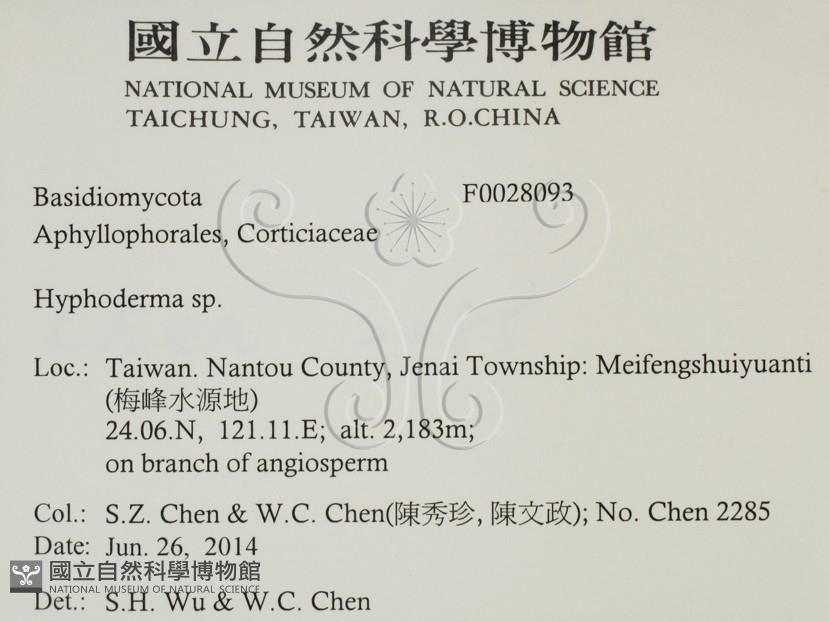 國立自然科學博物館
NATIONAL MUSEUM OF NATURAL SCIENCE
TAICHUNG, TAIWAN, R.O.CHINA
Basidiomycota F0028093
Aphyllophorales, Corticiaceae
Hyphoderma sp.
Loc.: Taiwan. Nantou County, Jenai Township: Meifengshuiyuanti
(梅峰水源地)
24.06.N, 121.11.E; alt. 2,183m;
on branch of angiosperm
Col.: S.Z. Chen & W.C. Chen(陳秀珍, 陳文政); No. Chen 2285
Date: Jun. 26, 2014
國立自然科學博物館
NATIONAL MUSEUM OF NATURAL SCIENCE
Det.: S.H. Wu & W.C. Chen